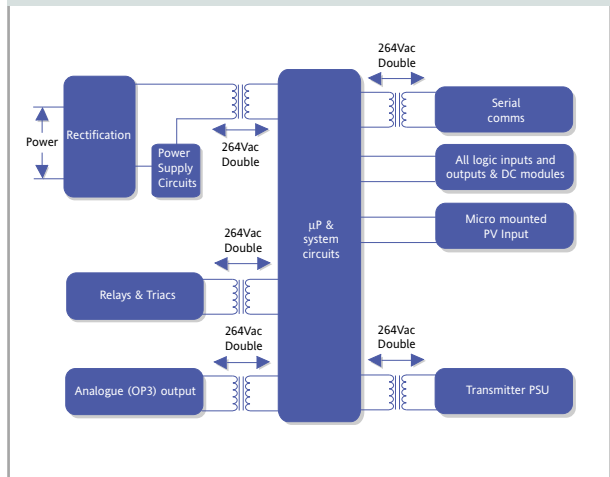 264Vac
Double
Power
Rectification
Power
Supply
Circuits
264Vac
Double
Serial
comms
All logic inputs and
outputs & DC modules
Micro mounted
PV Input
µP &
system
circuits
264Vac
Double
Relays & Triacs
264Vac
Double
Analogue (OP3) output
264Vac
Double
Transmitter PSU